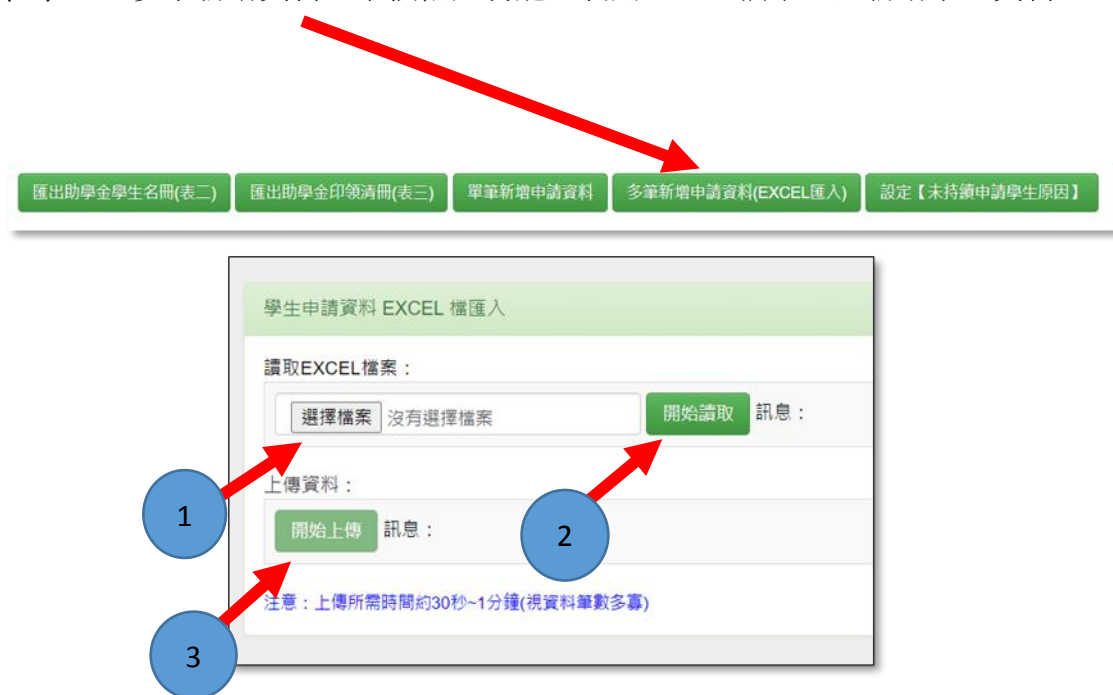 匯出助學金學生名冊(表二) 匯出助學金印領清冊(表三) 單筆新增申請資料 多筆新增申請資料(EXCEL匯入) 設定【未持續申請學生原因】
學生申請資料 EXCEL 檔匯入
讀取EXCEL檔案：
選擇檔案 沒有選擇檔案 開始讀取 訊息：
1
上傳資料：
2
開始上傳 訊息：
注意：上傳所需時間約30秒~1分鐘(視資料筆數多寡)
3